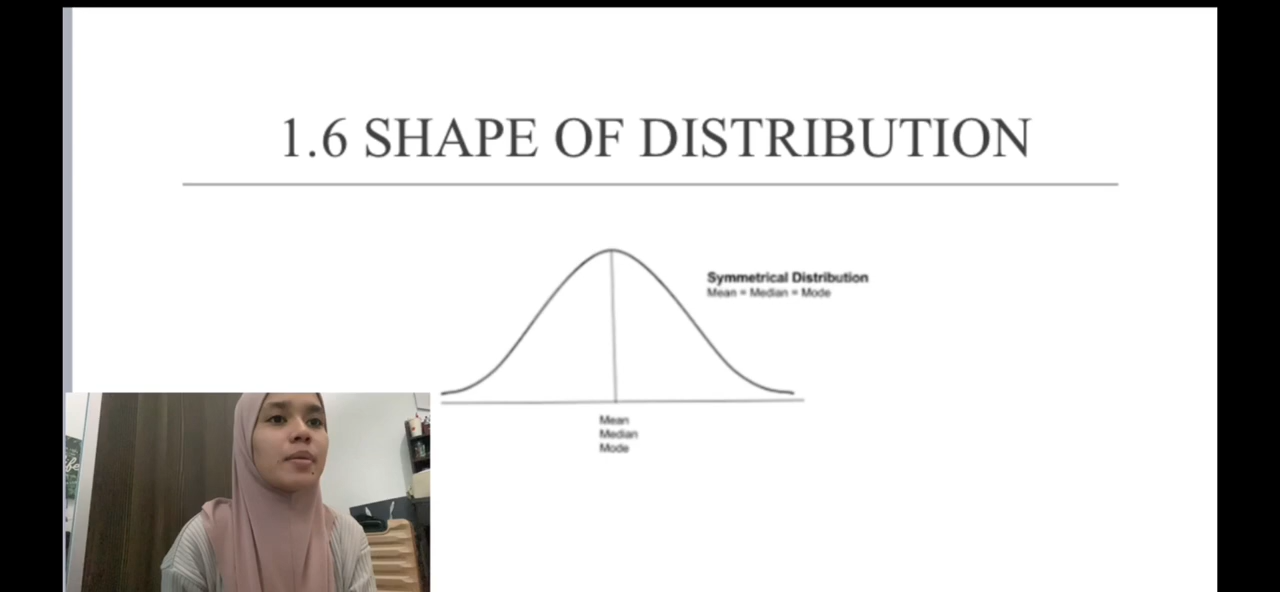 1.6 SHAPE OF DISTRIBUTION
Symmetrical Distribution
Mean = Median = Mode
Mean
Median
Mode